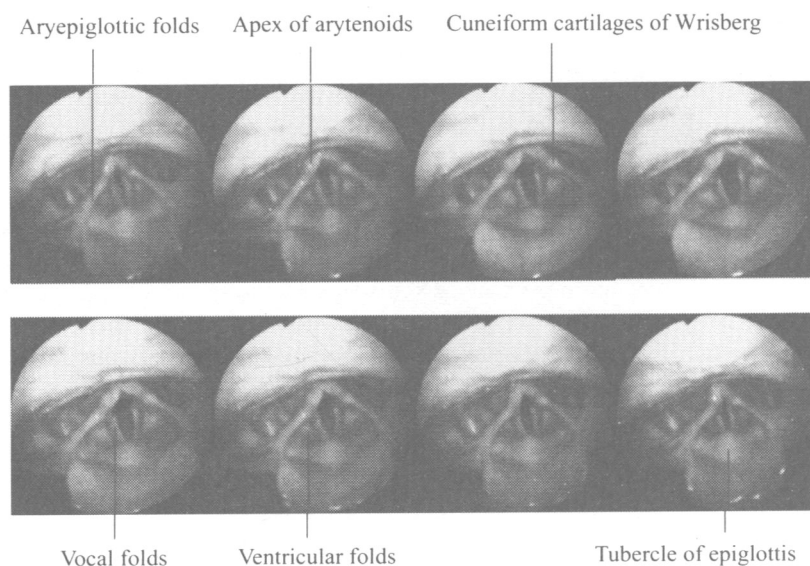 Aryepiglottic folds Apex of arytenoids Cuneiform cartilages of Wrisberg
Vocal folds Ventricular folds Tubercle of epiglottis